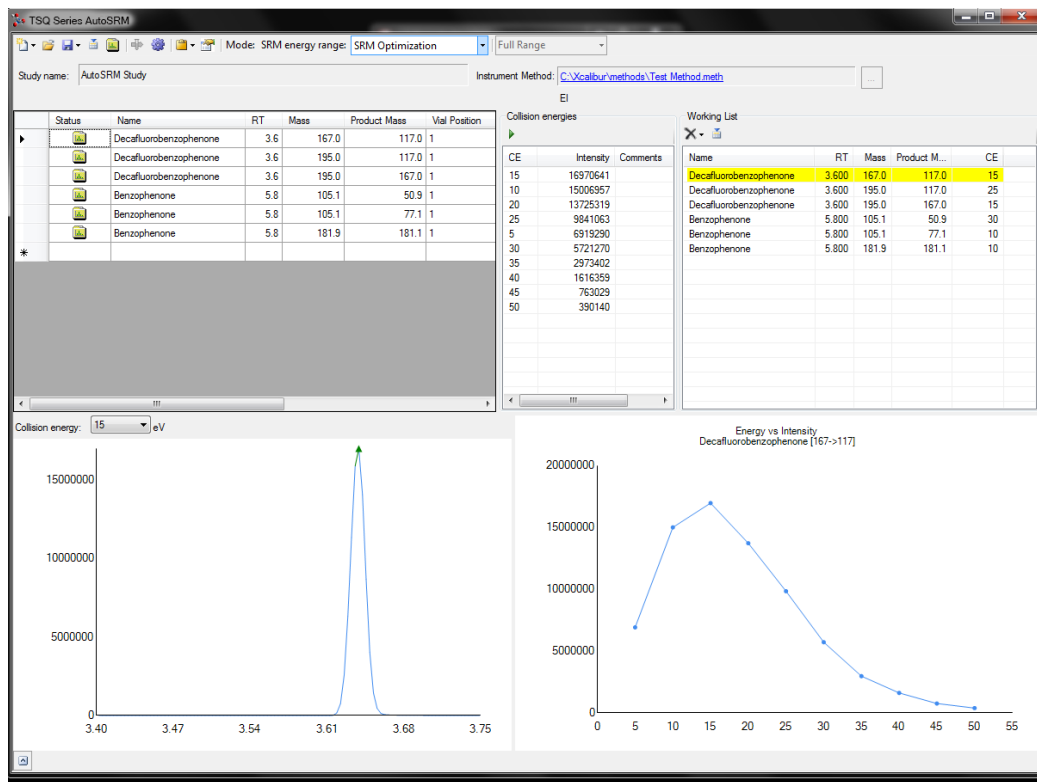 TSQ Series AutoSRM
Mode: SRM energy range: SRM Optimization Full Range
Study name: AutoSRM Study Instrument Method: C:\Xcalibur\methods\Test Method.meth ...
EI
Status Name RT Mass Product Mass Vial Position
Decafluorobenzophenone 3.6 167.0 117.0 1
Decafluorobenzophenone 3.6 195.0 117.0 1
Decafluorobenzophenone 3.6 195.0 167.0 1
Benzophenone 5.8 105.1 50.9 1
Benzophenone 5.8 105.1 77.1 1
Benzophenone 5.8 181.9 181.1 1
Collision energies
CE Intensity Comments
15 16970641
10 15006957
20 13725319
25 9841063
5 6919290
30 5721270
35 2973402
40 1616359
45 763029
50 390140
Working List
Name RT Mass Product M... CE
Decafluorobenzophenone 3.600 167.0 117.0 15
Decafluorobenzophenone 3.600 195.0 117.0 25
Decafluorobenzophenone 3.600 195.0 167.0 15
Benzophenone 5.800 105.1 50.9 30
Benzophenone 5.800 105.1 77.1 10
Benzophenone 5.800 181.9 181.1 10
Collision energy: 15 eV
15000000
10000000
5000000
0
3.40 3.47 3.54 3.61 3.68 3.75
Energy vs Intensity
Decafluorobenzophenone [167->117]
20000000
15000000
10000000
5000000
0
0 5 10 15 20 25 30 35 40 45 50 55